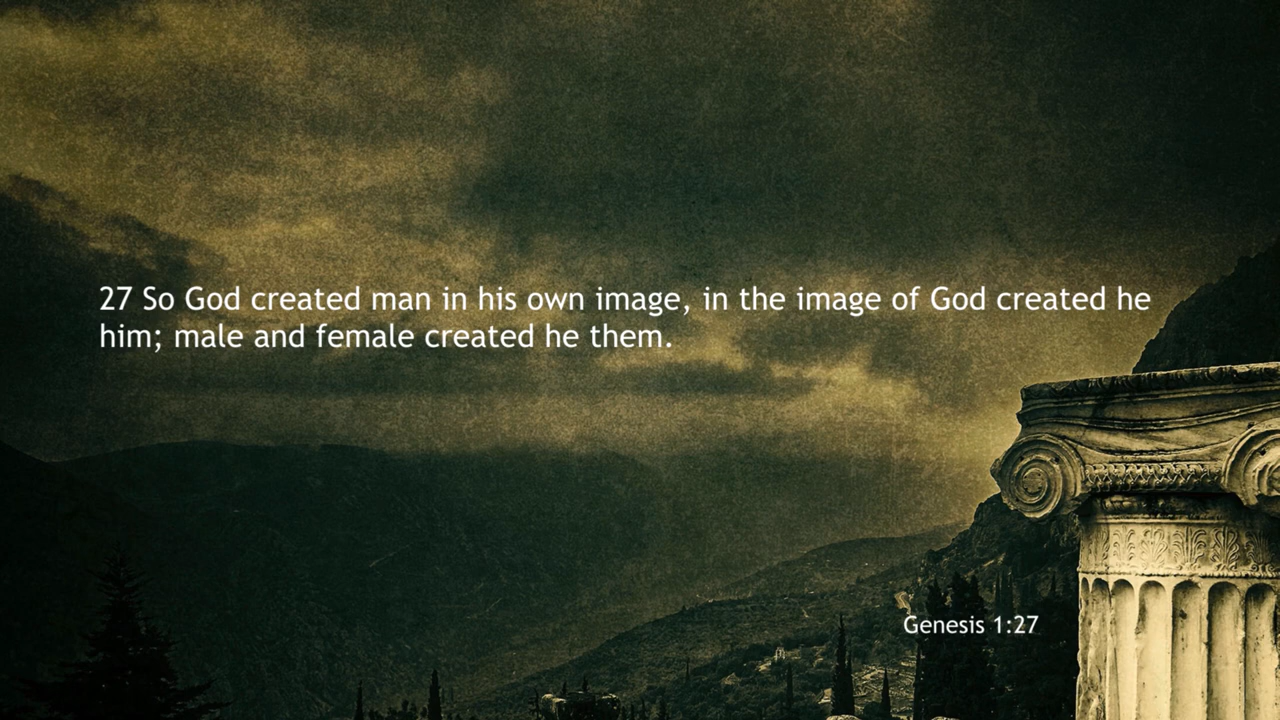 27 So God created man in his own image, in the image of God created he
him; male and female created he them.
Genesis 1:27